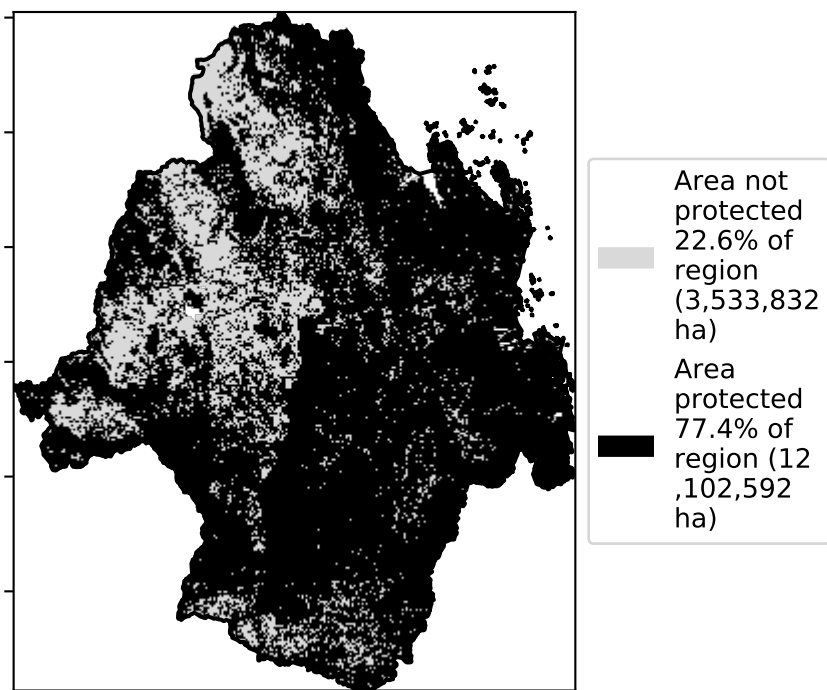 Area not
protected
22.6% of
region
(3,533,832
ha)
Area
protected
77.4% of
region (12
,102,592
ha)